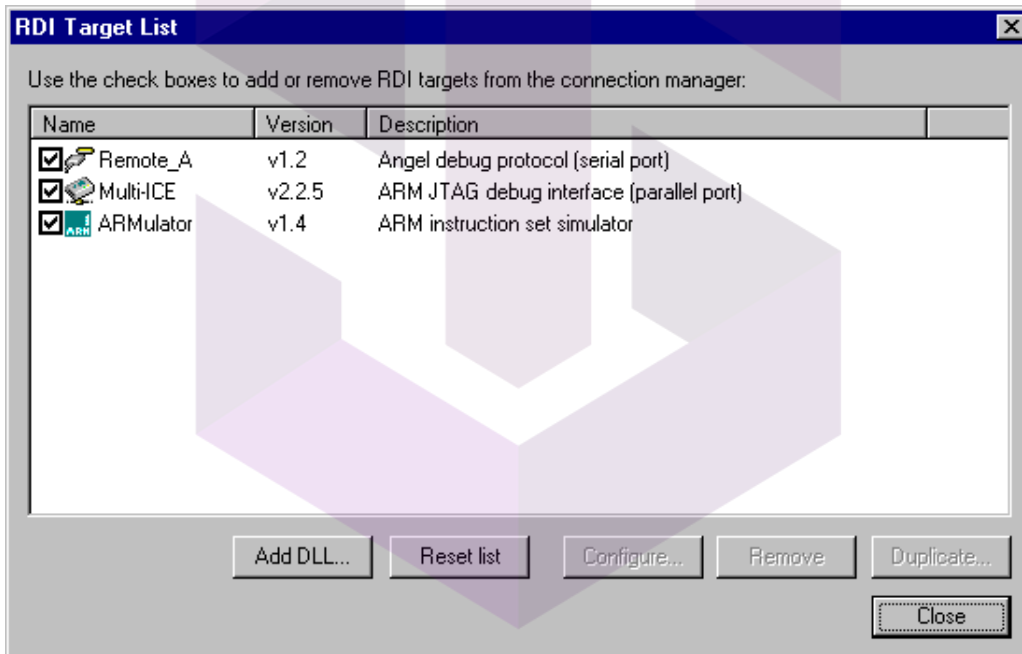 RDI Target List
Use the check boxes to add or remove RDI targets from the connection manager:
Name Version Description
Remote_A v1.2 Angel debug protocol (serial port)
Multi-ICE v2.2.5 ARM JTAG debug interface (parallel port)
ARM ARMulator v1.4 ARM instruction set simulator
Add DLL... Reset list Configure... Remove Duplicate...
Close